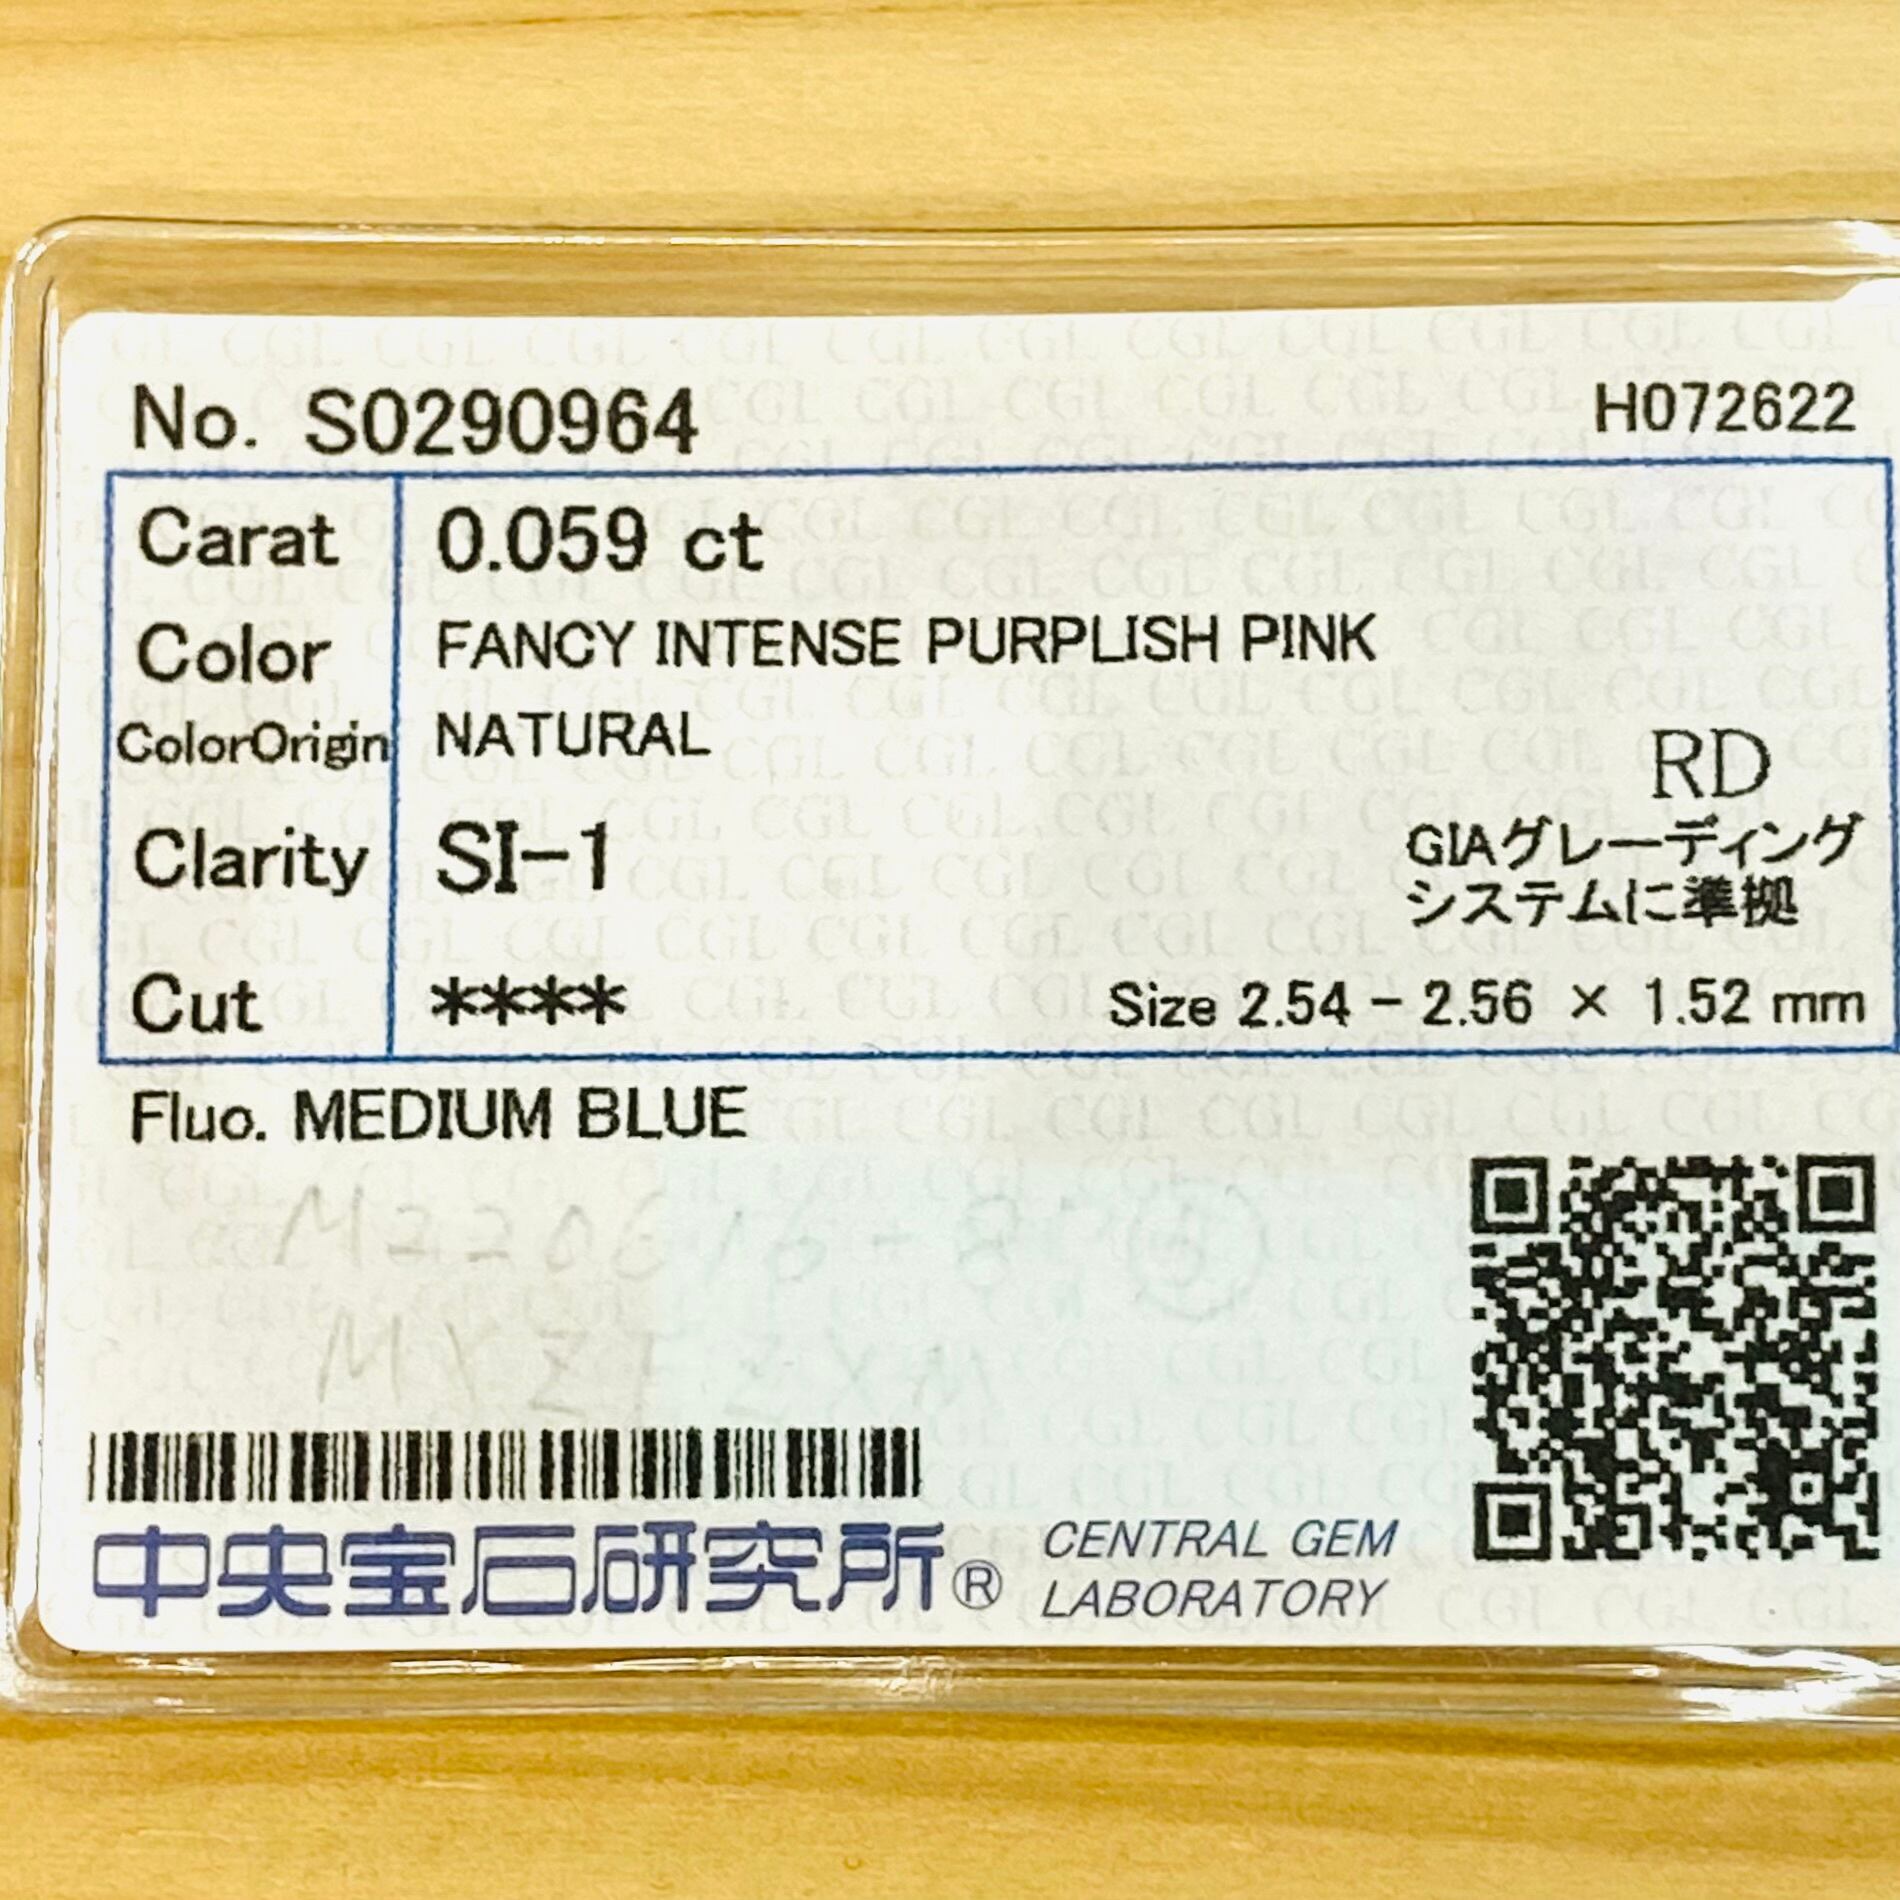 No. S0290964 H072622
Carat 0.059 ct
Color FANCY INTENSE PURPLISH PINK
ColorOrigin NATURAL
RD
Clarity SI-1
GIAグレーディング
システムに準拠
Cut ****
Size 2.54 - 2.56 × 1.52 mm
Fluo. MEDIUM BLUE
中央宝石研究所® CENTRAL GEM
LABORATORY